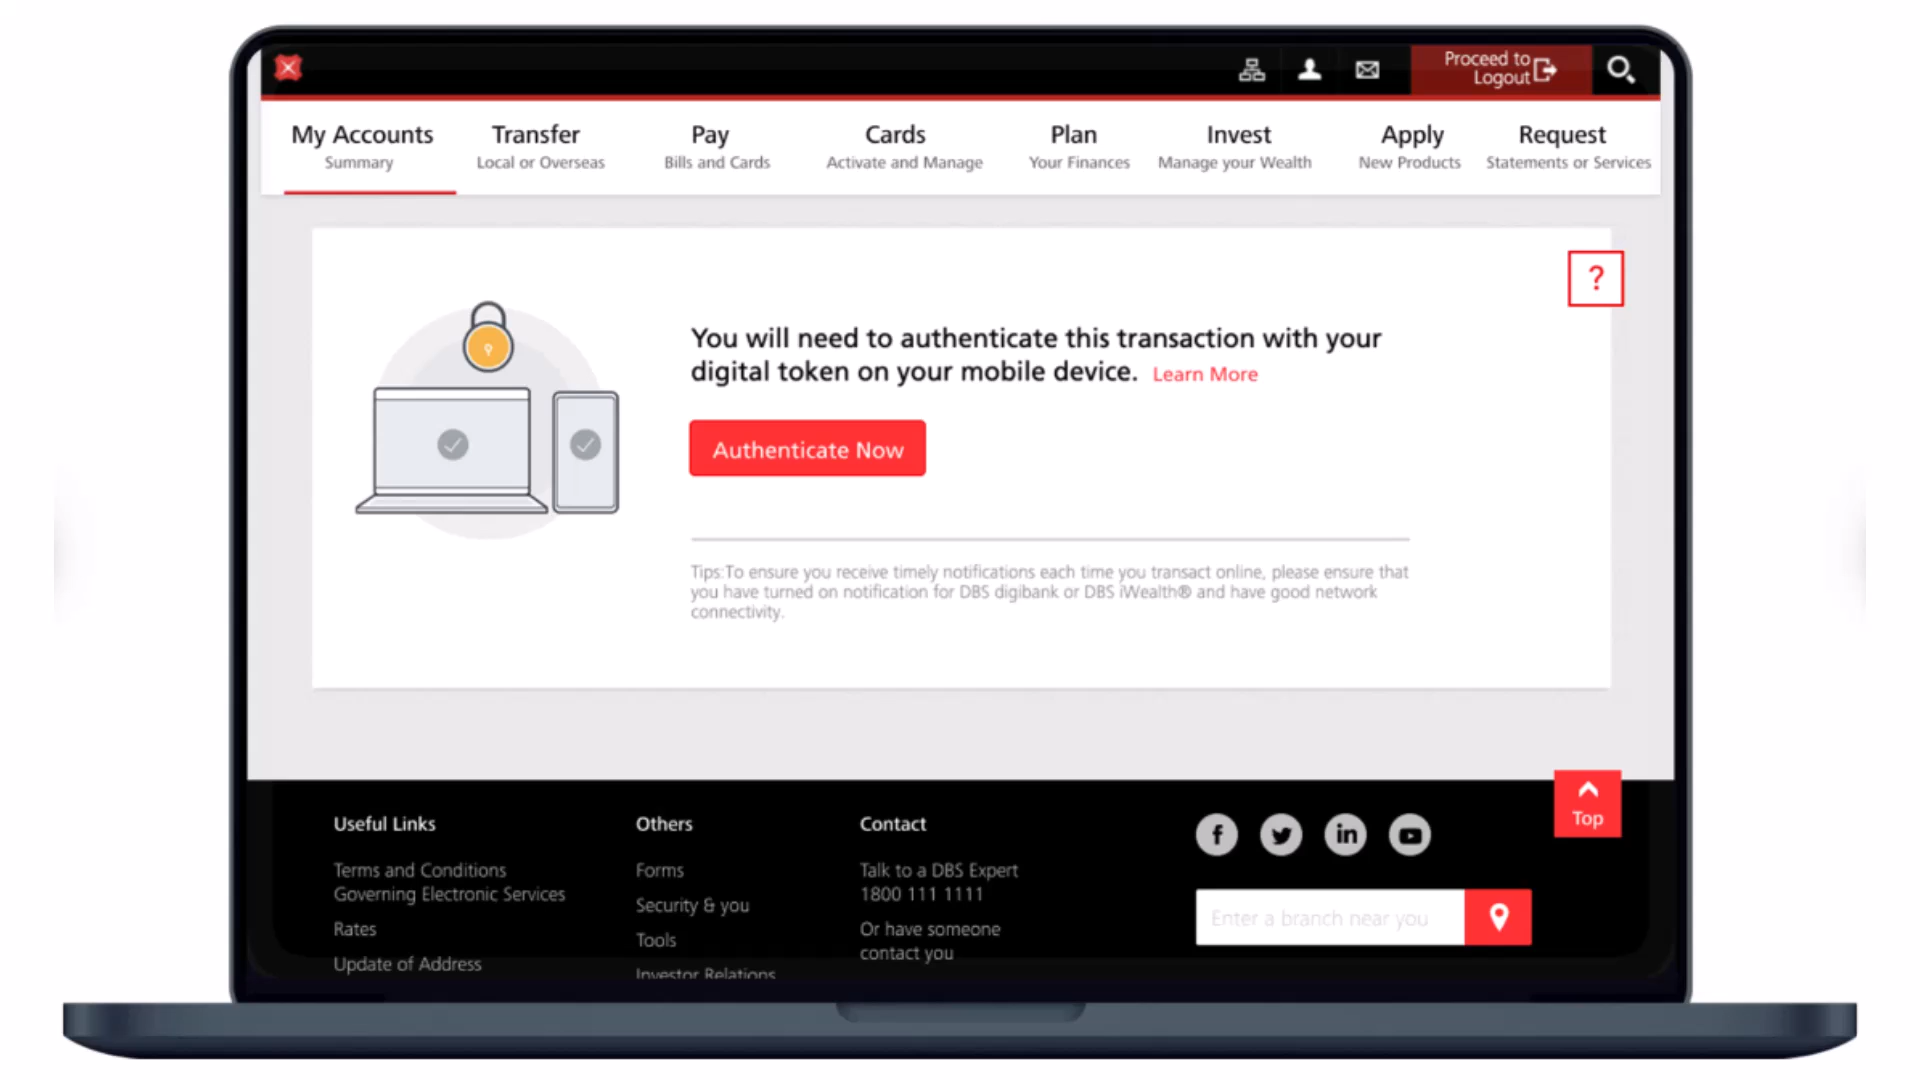 Proceed to
Logout
My Accounts
Summary
Transfer
Local or Overseas
Pay
Bills and Cards
Cards
Activate and Manage
Plan
Your Finances
Invest
Manage your Wealth
Apply
New Products
Request
Statements or Services
?
You will need to authenticate this transaction with your
digital token on your mobile device. Learn More
Authenticate Now
Tips:To ensure you receive timely notifications each time you transact online, please ensure that
you have turned on notification for DBS digibank or DBS iWealth® and have good network
connectivity.
Top
Useful Links
Terms and Conditions
Governing Electronic Services
Rates
Update of Address
Others
Forms
Security & you
Tools
Investor Relations
Contact
Talk to a DBS Expert
1800 111 1111
Or have someone
contact you
Enter a branch near you